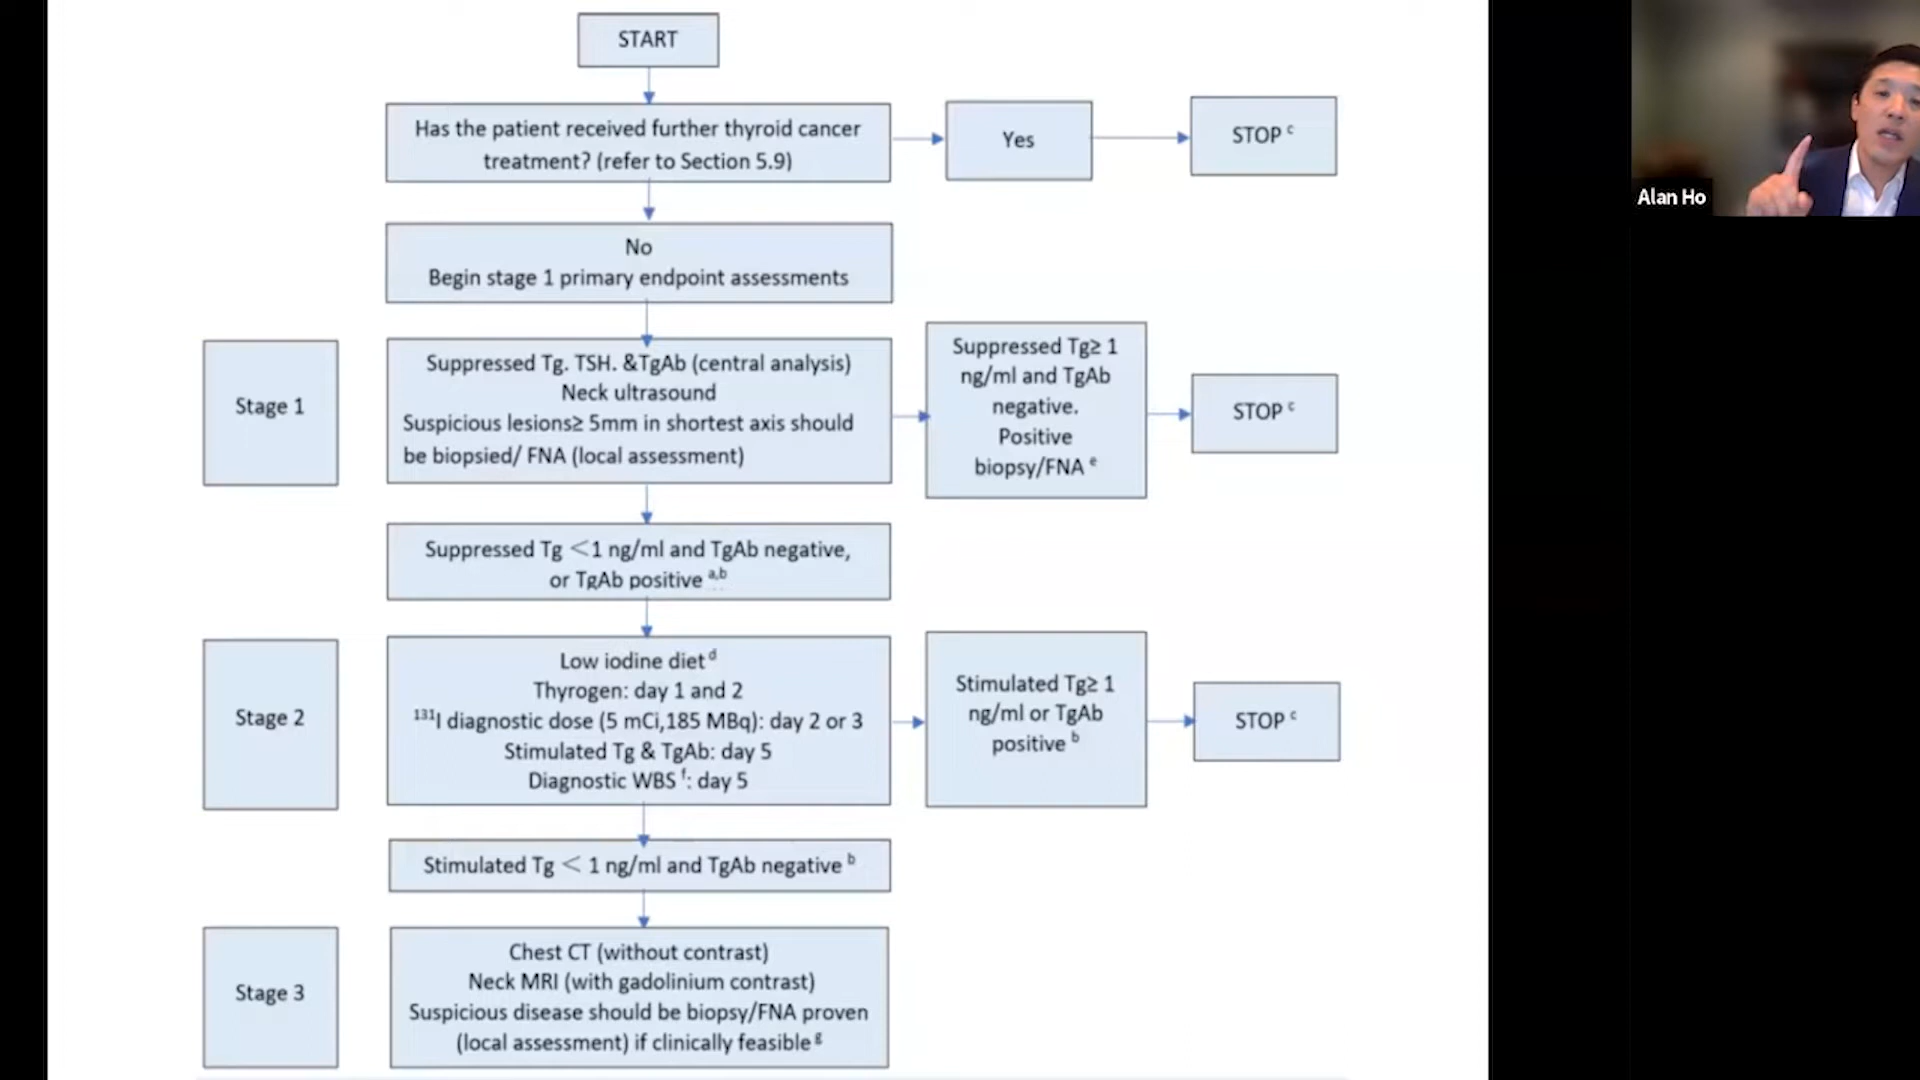 START
Has the patient received further thyroid cancer
treatment? (refer to Section 5.9)
Yes
STOP c
No
Begin stage 1 primary endpoint assessments
Stage 1
Suppressed Tg. TSH. &TgAb (central analysis)
Neck ultrasound
Suspicious lesions≥ 5mm in shortest axis should
be biopsied/ FNA (local assessment)
Suppressed Tg≥ 1
ng/ml and TgAb
negative.
Positive
biopsy/FNA e
STOP c
Suppressed Tg <1 ng/ml and TgAb negative,
or TgAb positive a,b
Stage 2
Low iodine diet d
Thyrogen: day 1 and 2
131I diagnostic dose (5 mCi,185 MBq): day 2 or 3
Stimulated Tg & TgAb: day 5
Diagnostic WBS f: day 5
Stimulated Tg≥ 1
ng/ml or TgAb
positive b
STOP c
Stimulated Tg < 1 ng/ml and TgAb negative b
Stage 3
Chest CT (without contrast)
Neck MRI (with gadolinium contrast)
Suspicious disease should be biopsy/FNA proven
(local assessment) if clinically feasible g
Alan Ho